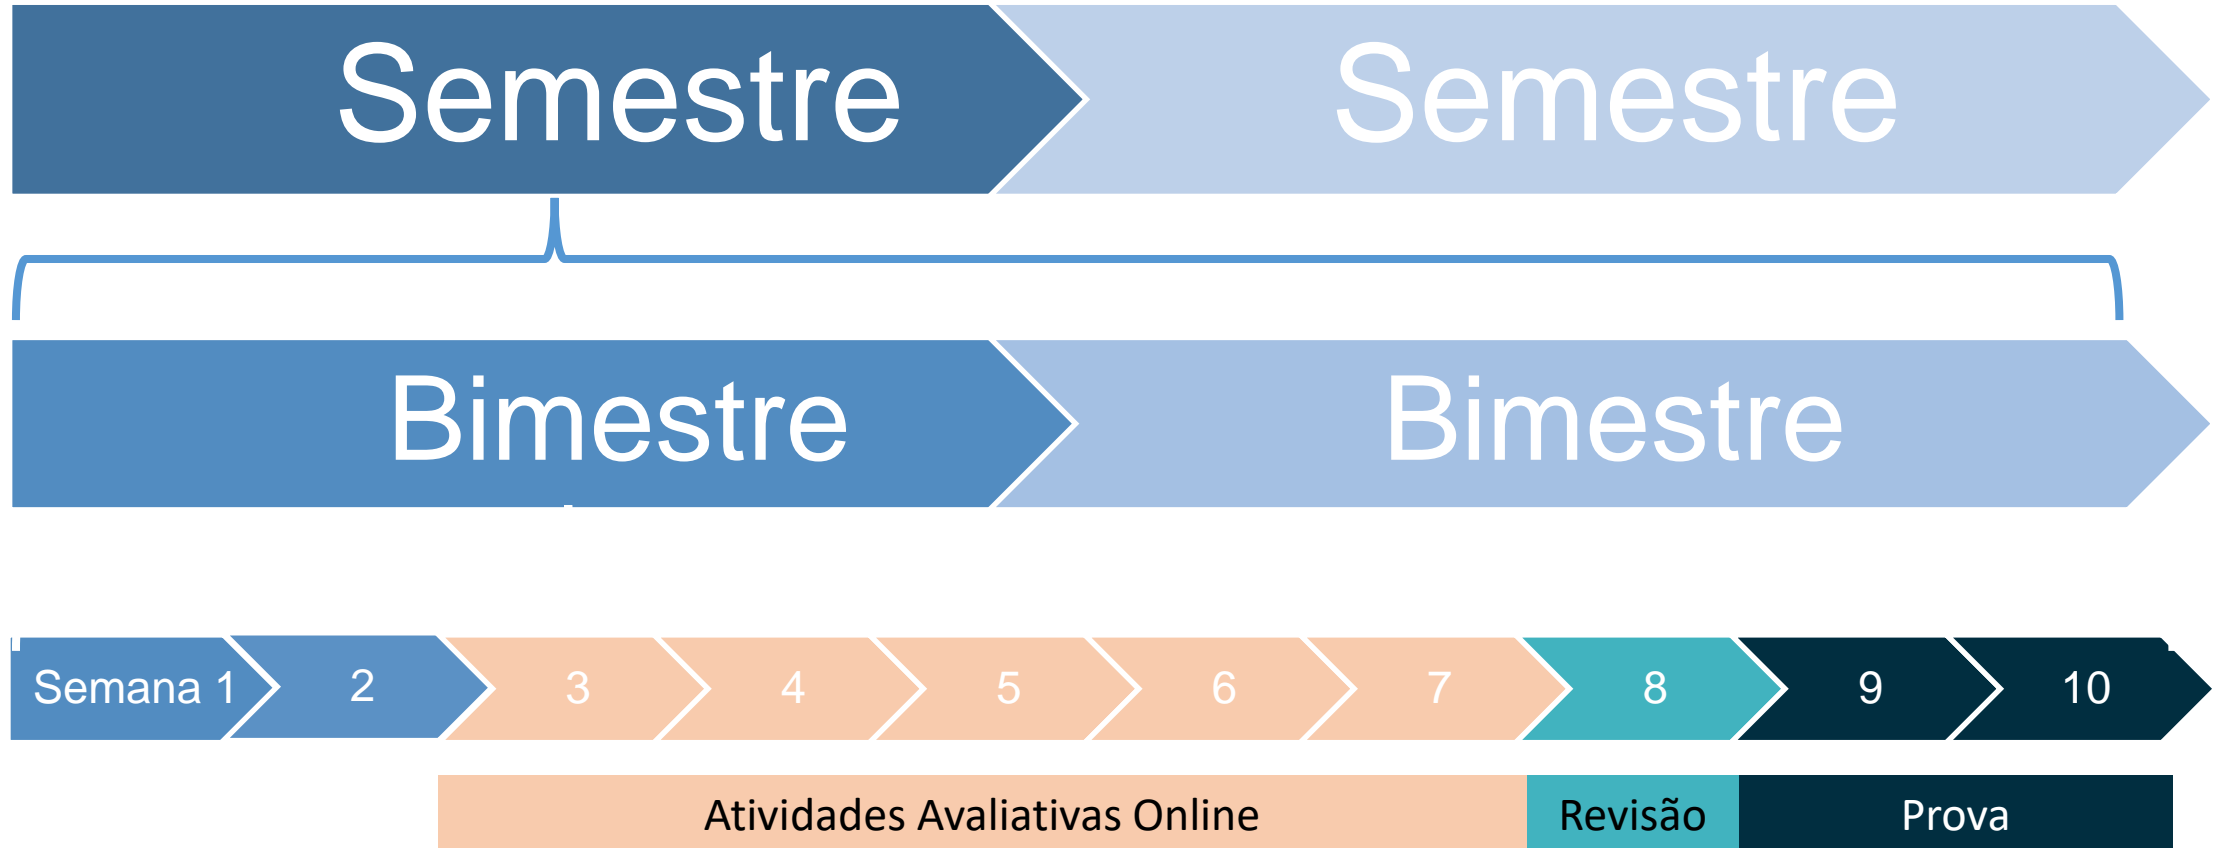 Semestre Semestre
Bimestre Bimestre
Semana 1 2 3 4 5 6 7 8 9 10
Atividades Avaliativas Online Revisão Prova